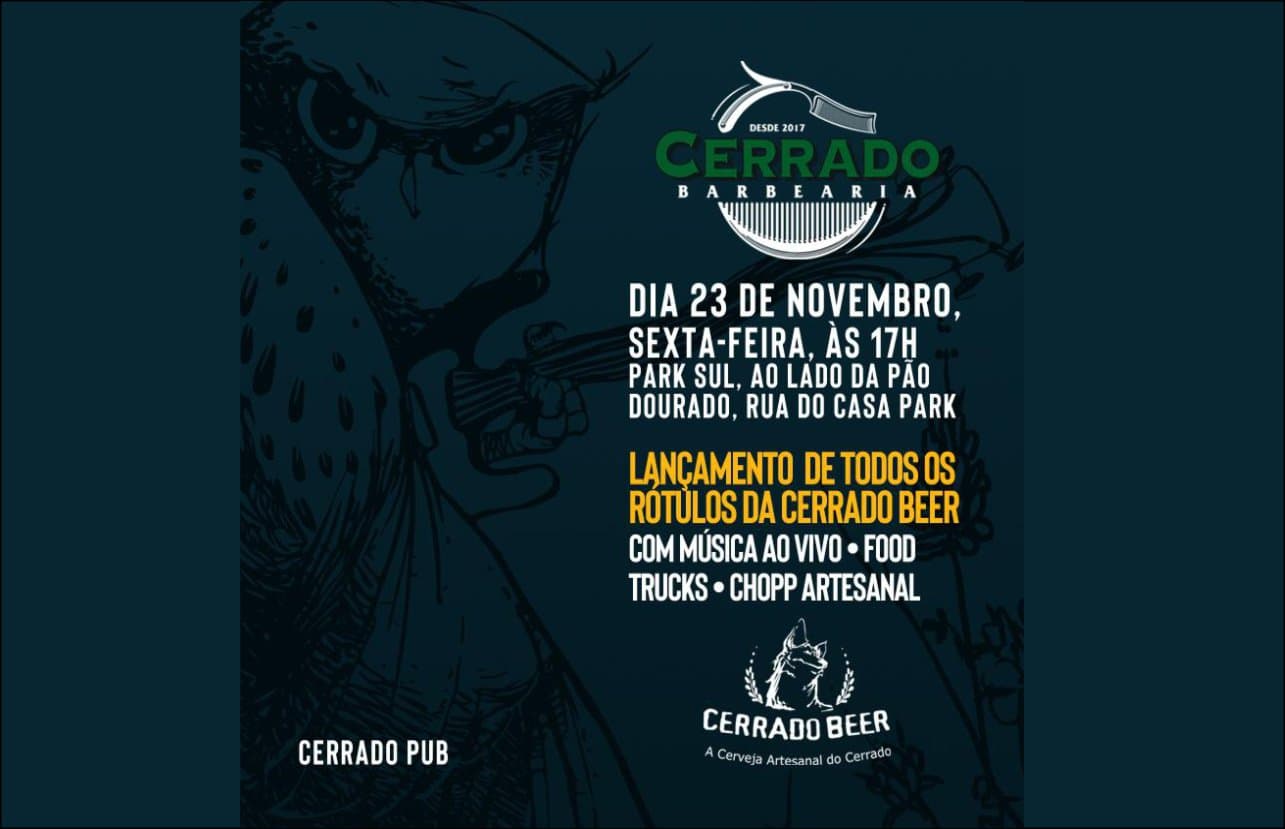 DESDE 2017
CERRADO
BARBEARIA
DIA 23 DE NOVEMBRO,
SEXTA-FEIRA, ÀS 17H
PARK SUL, AO LADO DA PÃO
DOURADO, RUA DO CASA PARK
LANÇAMENTO DE TODOS OS
RÓTULOS DA CERRADO BEER
COM MÚSICA AO VIVO • FOOD
TRUCKS • CHOPP ARTESANAL
CERRADO BEER
A Cerveja Artesanal do Cerrado
CERRADO PUB